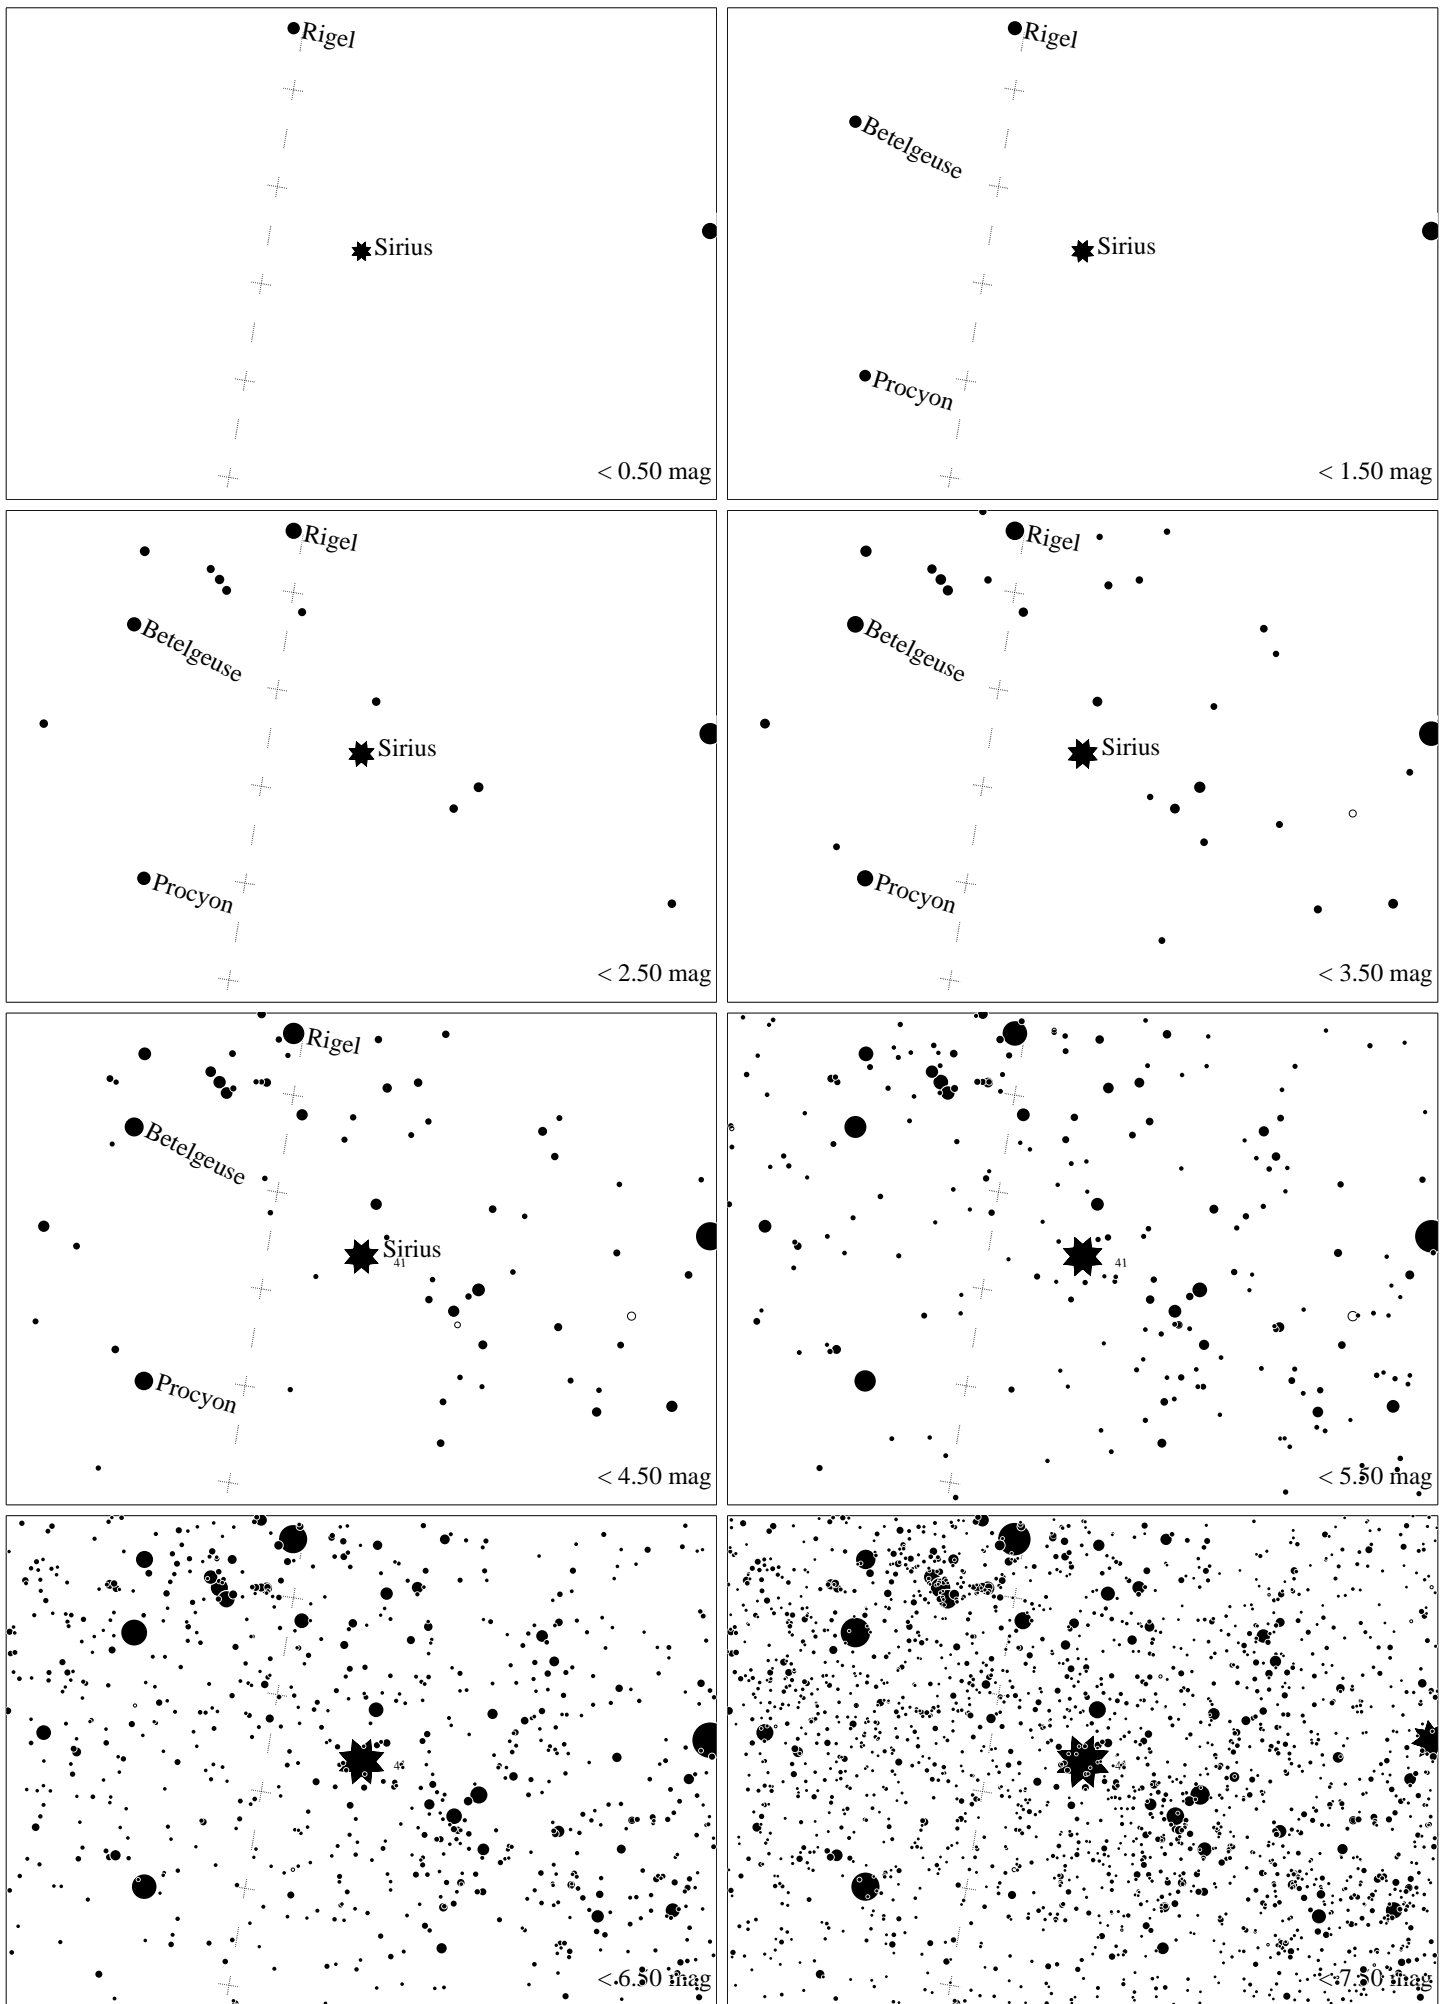 Rigel
Sirius
< 0.50 mag
Rigel
Betelgeuse
Sirius
Procyon
< 1.50 mag
Rigel
Betelgeuse
Sirius
Procyon
< 2.50 mag
Rigel
Betelgeuse
Sirius
Procyon
< 3.50 mag
Rigel
Betelgeuse
Sirius
41
Procyon
< 4.50 mag
41
< 5.50 mag
< 6.50 mag
< 7.50 mag